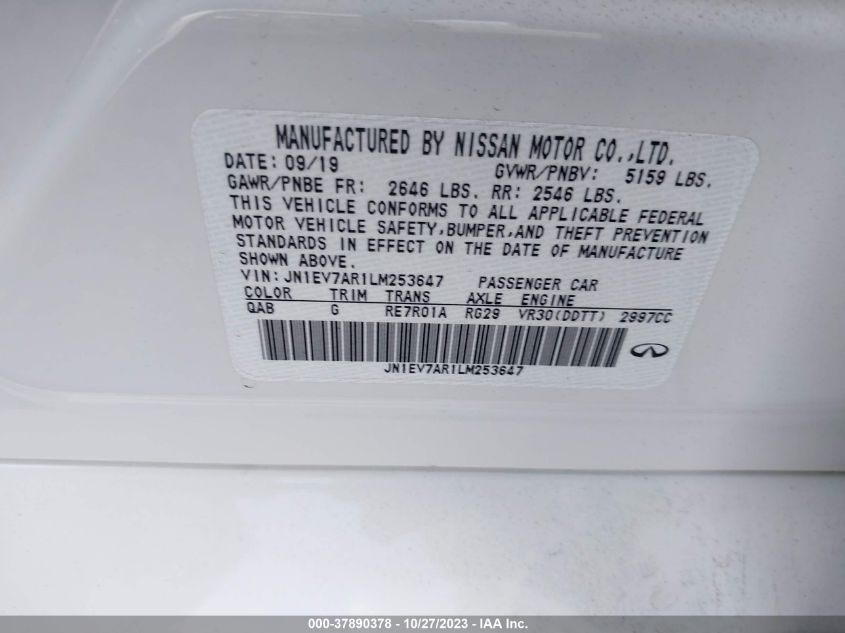 MANUFACTURED BY NISSAN MOTOR CO.,LTD.
DATE: 09/19 GVWR/PNBV: 5159 LBS.
GAWR/PNBE FR: 2646 LBS. RR: 2546 LBS.
THIS VEHICLE CONFORMS TO ALL APPLICABLE FEDERAL
MOTOR VEHICLE SAFETY,BUMPER,AND THEFT PREVENTION
STANDARDS IN EFFECT ON THE DATE OF MANUFACTURE
SHOWN ABOVE.
VIN: JN1EV7AR1LM253647 PASSENGER CAR
COLOR TRIM TRANS AXLE ENGINE
QAB G RE7R01A RG29 VR30(DDTT) 2997CC
JN1EV7AR1LM253647
000-37890378 - 10/27/2023 - IAA Inc.